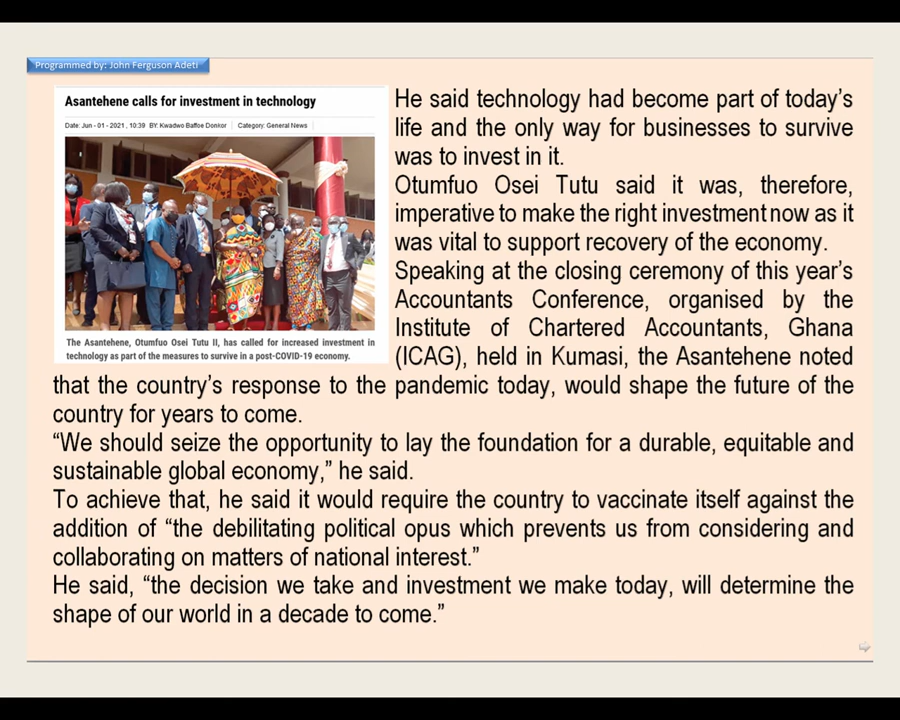 Programmed by: John Ferguson Adeti
Asantehene calls for investment in technology
Date: Jun - 01 - 2021 , 10:39 BY: Kwadwo Baffoe Donkor Category: General News
The Asantehene, Otumfuo Osei Tutu II, has called for increased investment in
technology as part of the measures to survive in a post-COVID-19 economy.
He said technology had become part of today’s
life and the only way for businesses to survive
was to invest in it.
Otumfuo Osei Tutu said it was, therefore,
imperative to make the right investment now as it
was vital to support recovery of the economy.
Speaking at the closing ceremony of this year’s
Accountants Conference, organised by the
Institute of Chartered Accountants, Ghana
(ICAG), held in Kumasi, the Asantehene noted
that the country’s response to the pandemic today, would shape the future of the
country for years to come.
“We should seize the opportunity to lay the foundation for a durable, equitable and
sustainable global economy,” he said.
To achieve that, he said it would require the country to vaccinate itself against the
addition of “the debilitating political opus which prevents us from considering and
collaborating on matters of national interest.”
He said, “the decision we take and investment we make today, will determine the
shape of our world in a decade to come.”